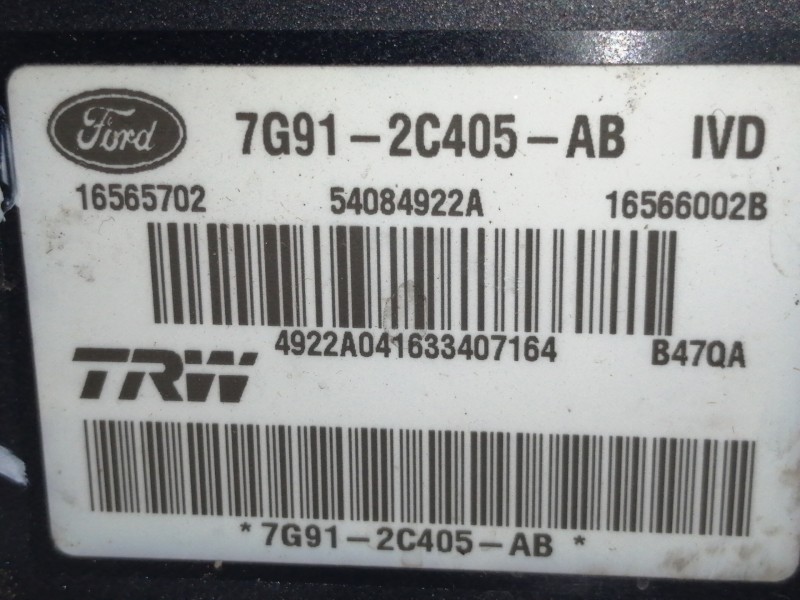 Ford 7G91-2C405-AB IVD
16565702 54084922A 16566002B
4922A041633407164 B47QA
TRW
*7G91-2C405-AB*